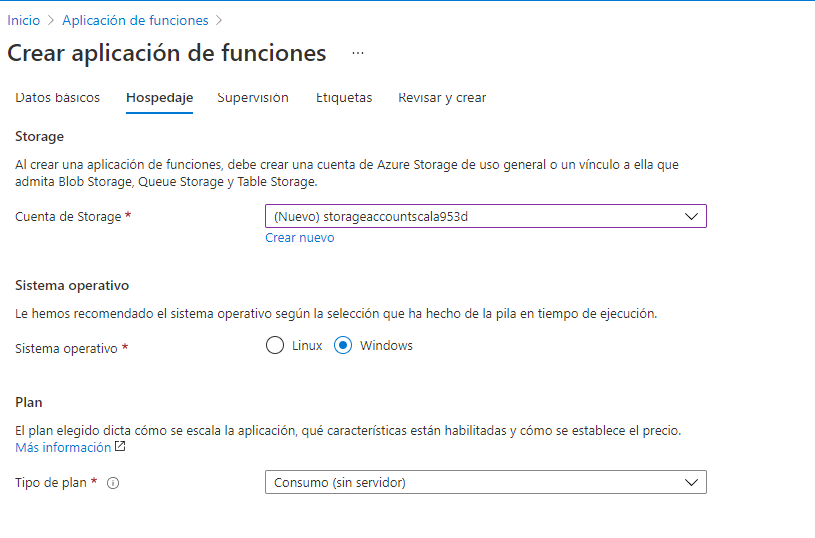 Inicio > Aplicación de funciones >
Crear aplicación de funciones ...
Datos básicos Hospedaje Supervisión Etiquetas Revisar y crear
Storage
Al crear una aplicación de funciones, debe crear una cuenta de Azure Storage de uso general o un vínculo a ella que
admita Blob Storage, Queue Storage y Table Storage.
Cuenta de Storage * (Nuevo) storageaccountscala953d
Crear nuevo
Sistema operativo
Le hemos recomendado el sistema operativo según la selección que ha hecho de la pila en tiempo de ejecución.
Sistema operativo * Linux Windows
Plan
El plan elegido dicta cómo se escala la aplicación, qué características están habilitadas y cómo se establece el precio.
Más información
Tipo de plan * Consumo (sin servidor)